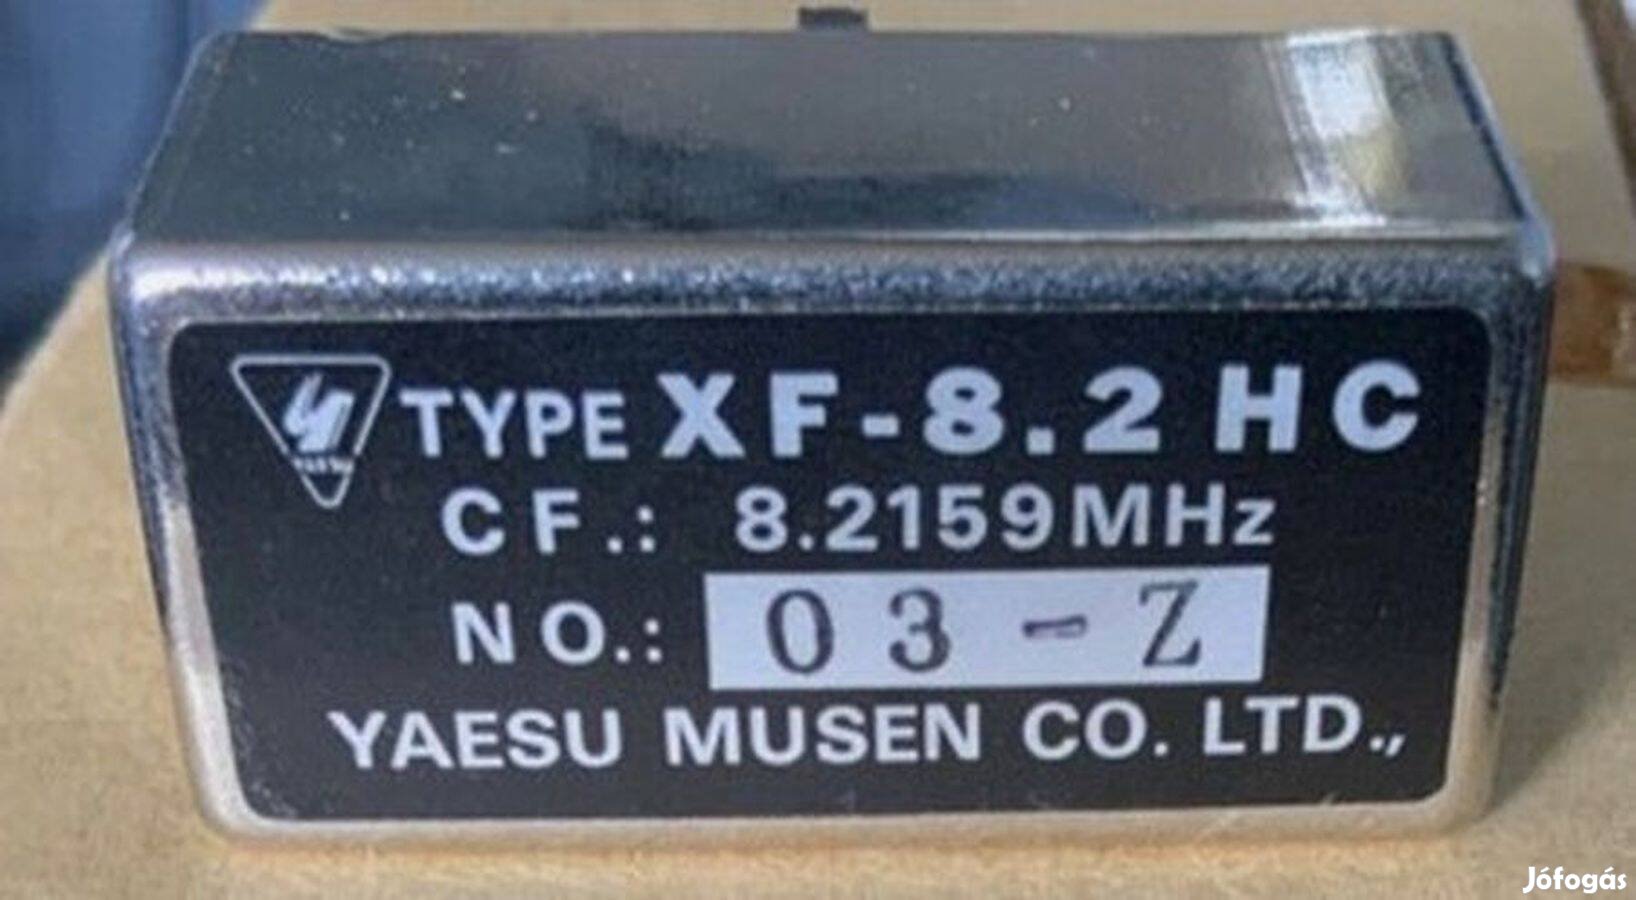 TYPE XF-8.2 HC
CF.: 8.2159MHz
NO.: 03-Z
YAESU MUSEN CO. LTD.,
Jófogás